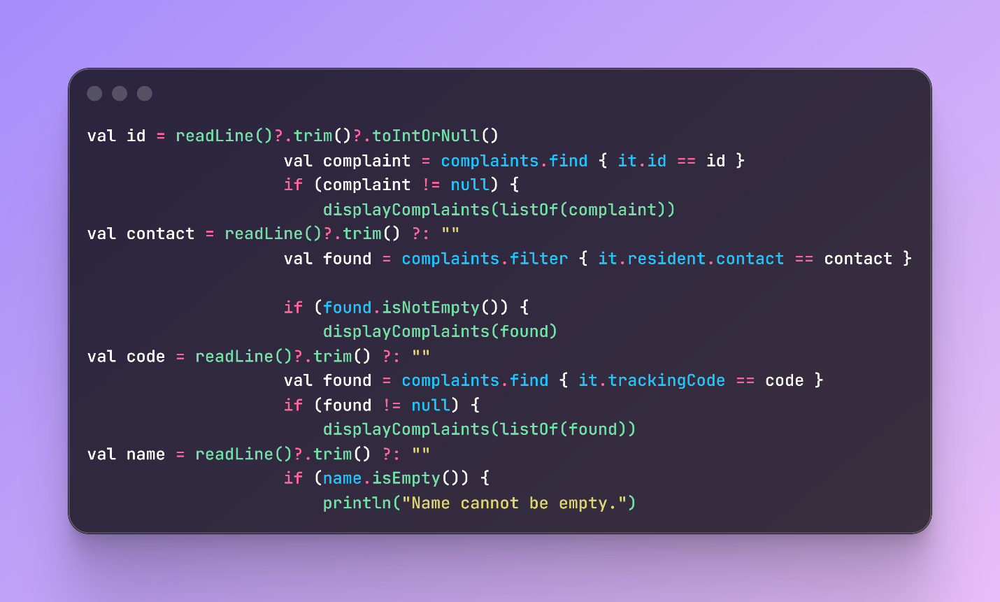 val id = readLine()?.trim()?.toIntOrNull()
                    val complaint = complaints.find { it.id == id }
                    if (complaint != null) {
                        displayComplaints(listOf(complaint))
val contact = readLine()?.trim() ?: ""
                    val found = complaints.filter { it.resident.contact == contact }

                    if (found.isNotEmpty()) {
                        displayComplaints(found)
val code = readLine()?.trim() ?: ""
                    val found = complaints.find { it.trackingCode == code }
                    if (found != null) {
                        displayComplaints(listOf(found))
val name = readLine()?.trim() ?: ""
                    if (name.isEmpty()) {
                        println("Name cannot be empty.")